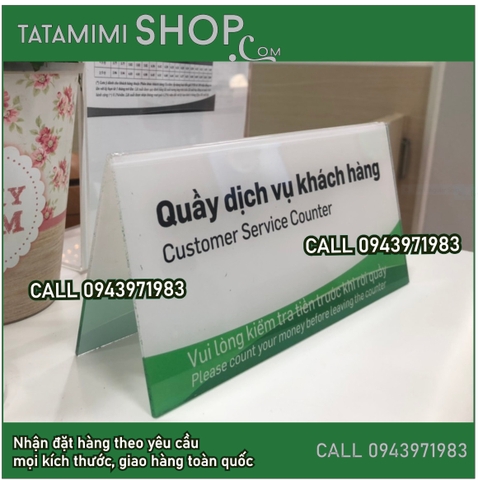 TATAMIMI SHOP.COM
Quầy dịch vụ khách hàng
Customer Service Counter
CALL 0943971983
CALL 0943971983
Vui lòng kiểm tra tiền trước khi rời quầy
Please count your money before leaving the counter
Nhận đặt hàng theo yêu cầu
mọi kích thước, giao hàng toàn quốc
CALL 0943971983